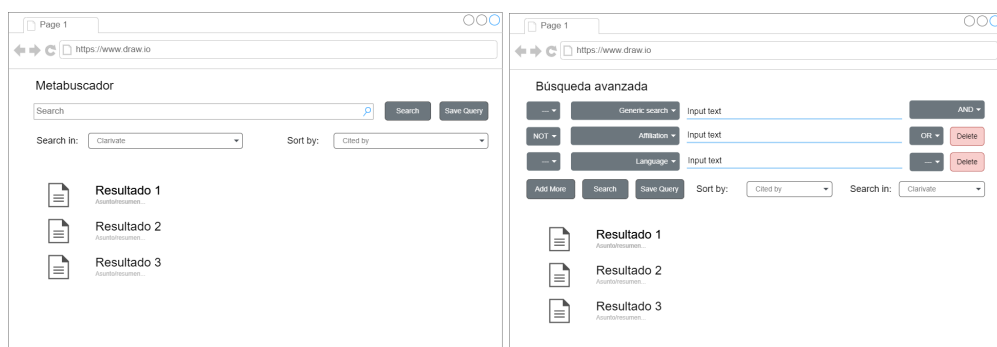 Page 1
https://www.draw.io
Metabuscador
Search Search Save Query
Search in: Clarivate Sort by: Cited by
Resultado 1
Asunto/resumen...
Resultado 2
Asunto/resumen...
Resultado 3
Asunto/resumen...
Page 1
https://www.draw.io
Búsqueda avanzada
--- Generic search Input text AND
NOT Affiliation Input text OR Delete
--- Language Input text --- Delete
Add More Search Save Query Sort by: Cited by Search in: Clarivate
Resultado 1
Asunto/resumen...
Resultado 2
Asunto/resumen...
Resultado 3
Asunto/resumen...